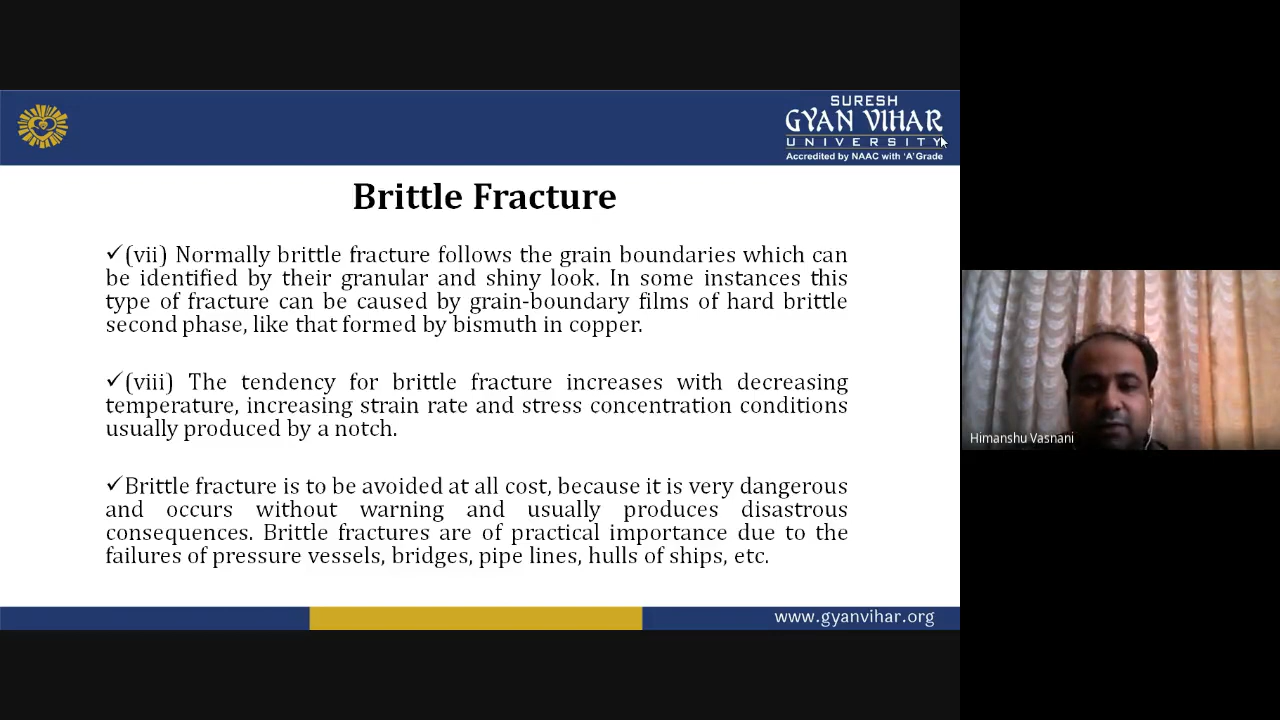 SURESH
GYAN VIHAR
UNIVERSITY
Accredited by NAAC with 'A' Grade
Brittle Fracture
✓(vii) Normally brittle fracture follows the grain boundaries which can
be identified by their granular and shiny look. In some instances this
type of fracture can be caused by grain-boundary films of hard brittle
second phase, like that formed by bismuth in copper.
✓(viii) The tendency for brittle fracture increases with decreasing
temperature, increasing strain rate and stress concentration conditions
usually produced by a notch.
✓Brittle fracture is to be avoided at all cost, because it is very dangerous
and occurs without warning and usually produces disastrous
consequences. Brittle fractures are of practical importance due to the
failures of pressure vessels, bridges, pipe lines, hulls of ships, etc.
www.gyanvihar.org
Himanshu Vasnani